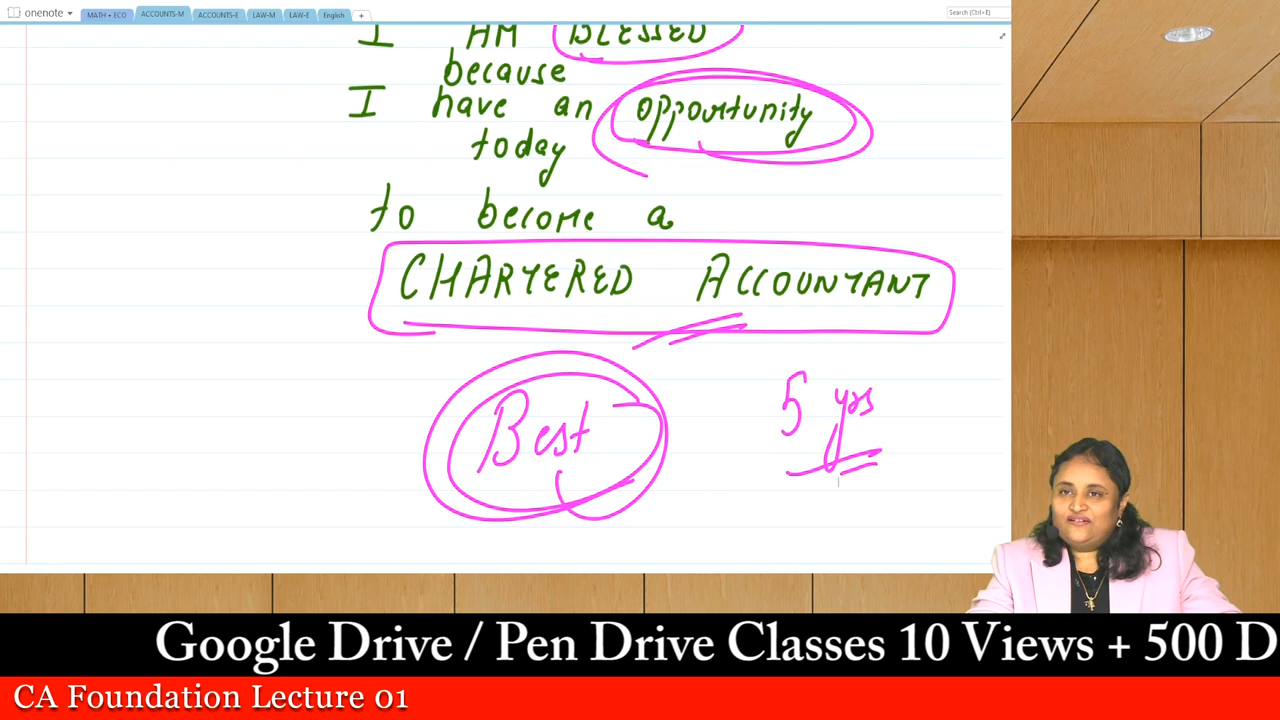 onenote
MATH + ECO ACCOUNTS-M ACCOUNTS-E LAW-M LAW-E English +
Search (Ctrl+E)
I AM BLESSED
because
I have an oppourtunity
today
to become a
CHARTERED ACCOUNTANT
Best 5 yrs
Google Drive / Pen Drive Classes 10 Views + 500 D
CA Foundation Lecture 01